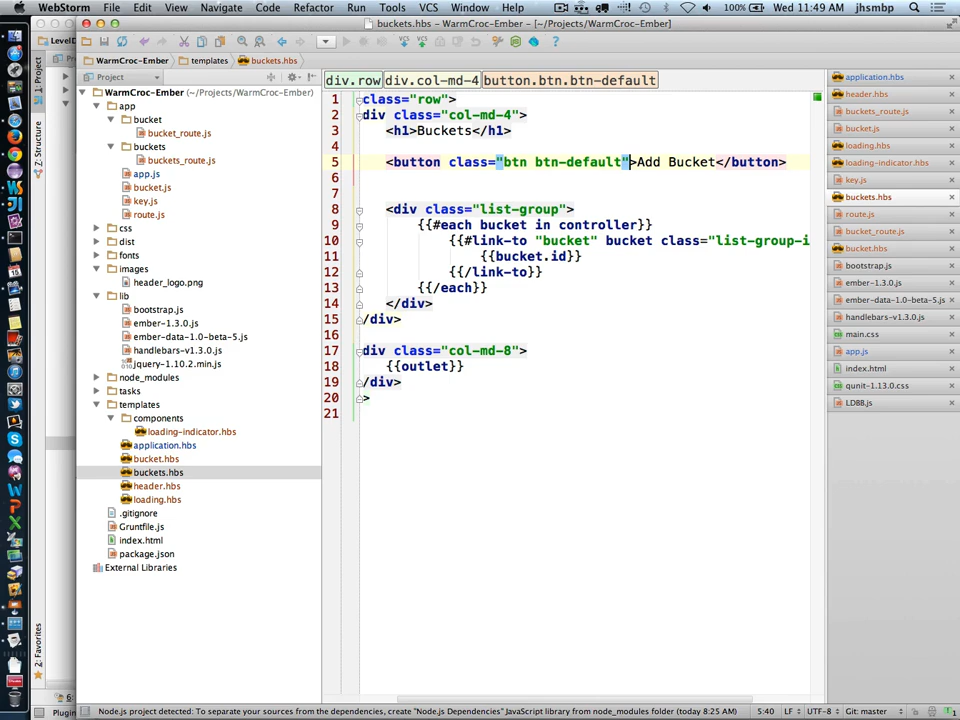 WebStorm File Edit View Navigate Code Refactor Run Tools VCS Window Help 100% Mon 11:49 AM jhsmbp
buckets.hbs - WarmCroc-Ember - [~/Projects/WarmCroc-Ember]
WarmCroc-Ember templates buckets.hbs
Project
div.row div.col-md-4 button.btn.btn-default
1: Project
7: Structure
2: Favorites
WarmCroc-Ember (~/Projects/WarmCroc-Ember)
app
bucket
bucket_route.js
buckets
buckets_route.js
app.js
bucket.js
key.js
route.js
css
dist
fonts
images
header_logo.png
lib
bootstrap.js
ember-1.3.0.js
ember-data-1.0-beta-5.js
handlebars-v1.3.0.js
jquery-1.10.2.min.js
node_modules
tasks
templates
components
loading-indicator.hbs
application.hbs
bucket.hbs
buckets.hbs
header.hbs
loading.hbs
.gitignore
Gruntfile.js
index.html
package.json
External Libraries
1 class="row">
2 div class="col-md-4">
3 <h1>Buckets</h1>
4
5 <button class="btn btn-default">Add Bucket</button>
6
7
8 <div class="list-group">
9 {{#each bucket in controller}}
10 {{#link-to "bucket" bucket class="list-group-i
11 {{bucket.id}}
12 {{/link-to}}
13 {{/each}}
14 </div>
15 /div>
16
17 div class="col-md-8">
18 {{outlet}}
19 /div>
20 >
21
application.hbs
header.hbs
buckets_route.js
bucket.js
loading.hbs
loading-indicator.hbs
key.js
buckets.hbs
route.js
bucket_route.js
bucket.hbs
bootstrap.js
ember-1.3.0.js
ember-data-1.0-beta-5.js
handlebars-v1.3.0.js
main.css
app.js
index.html
qunit-1.13.0.css
LDBB.js
Node.js project detected: To separate your sources from the dependencies, create "Node.js Dependencies" JavaScript library from node_modules folder (today 8:25 AM) 5:40 LF UTF-8 Git: master